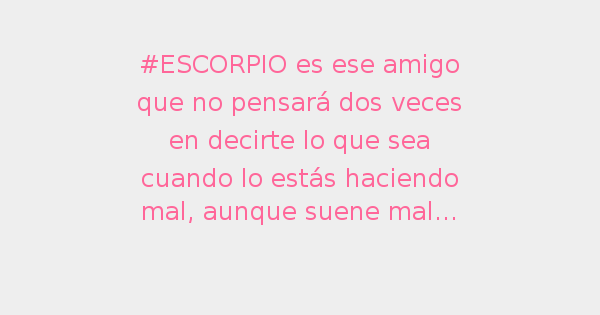 #ESCORPIO es ese amigo
que no pensará dos veces
en decirte lo que sea
cuando lo estás haciendo
mal, aunque suene mal...